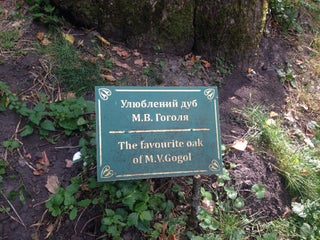 Улюблений дуб
М.В. Гоголя
The favourite oak
of M.V.Gogol